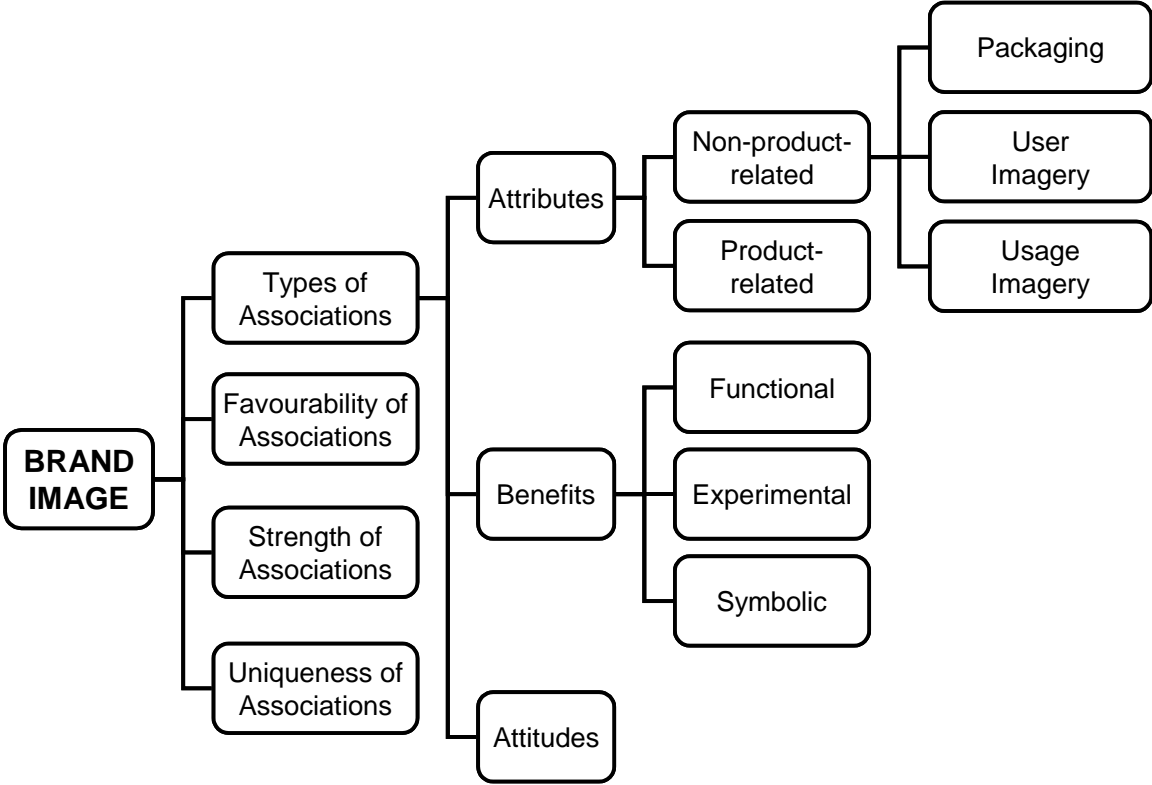 BRAND
IMAGE
Types of
Associations
Favourability of
Associations
Strength of
Associations
Uniqueness of
Associations
Attributes
Benefits
Attitudes
Non-product-
related
Product-
related
Functional
Experimental
Symbolic
Packaging
User
Imagery
Usage
Imagery